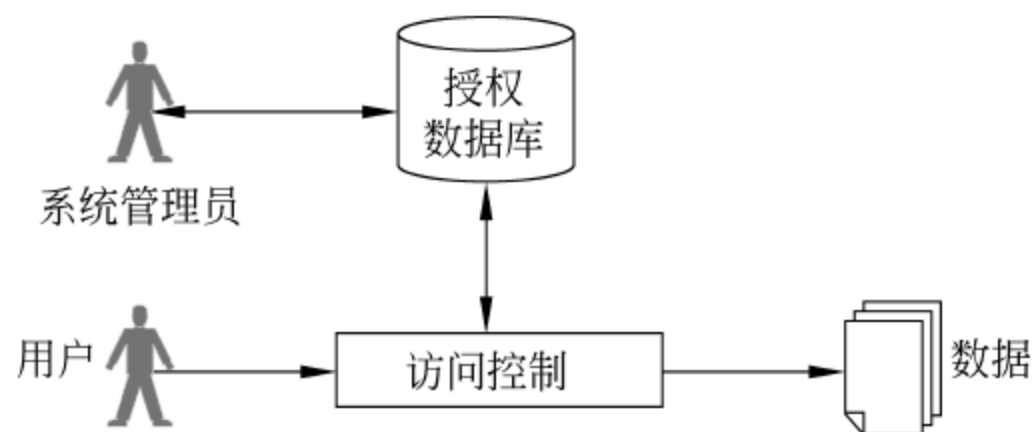 授权
数据库
系统管理员
用户
访问控制
数据